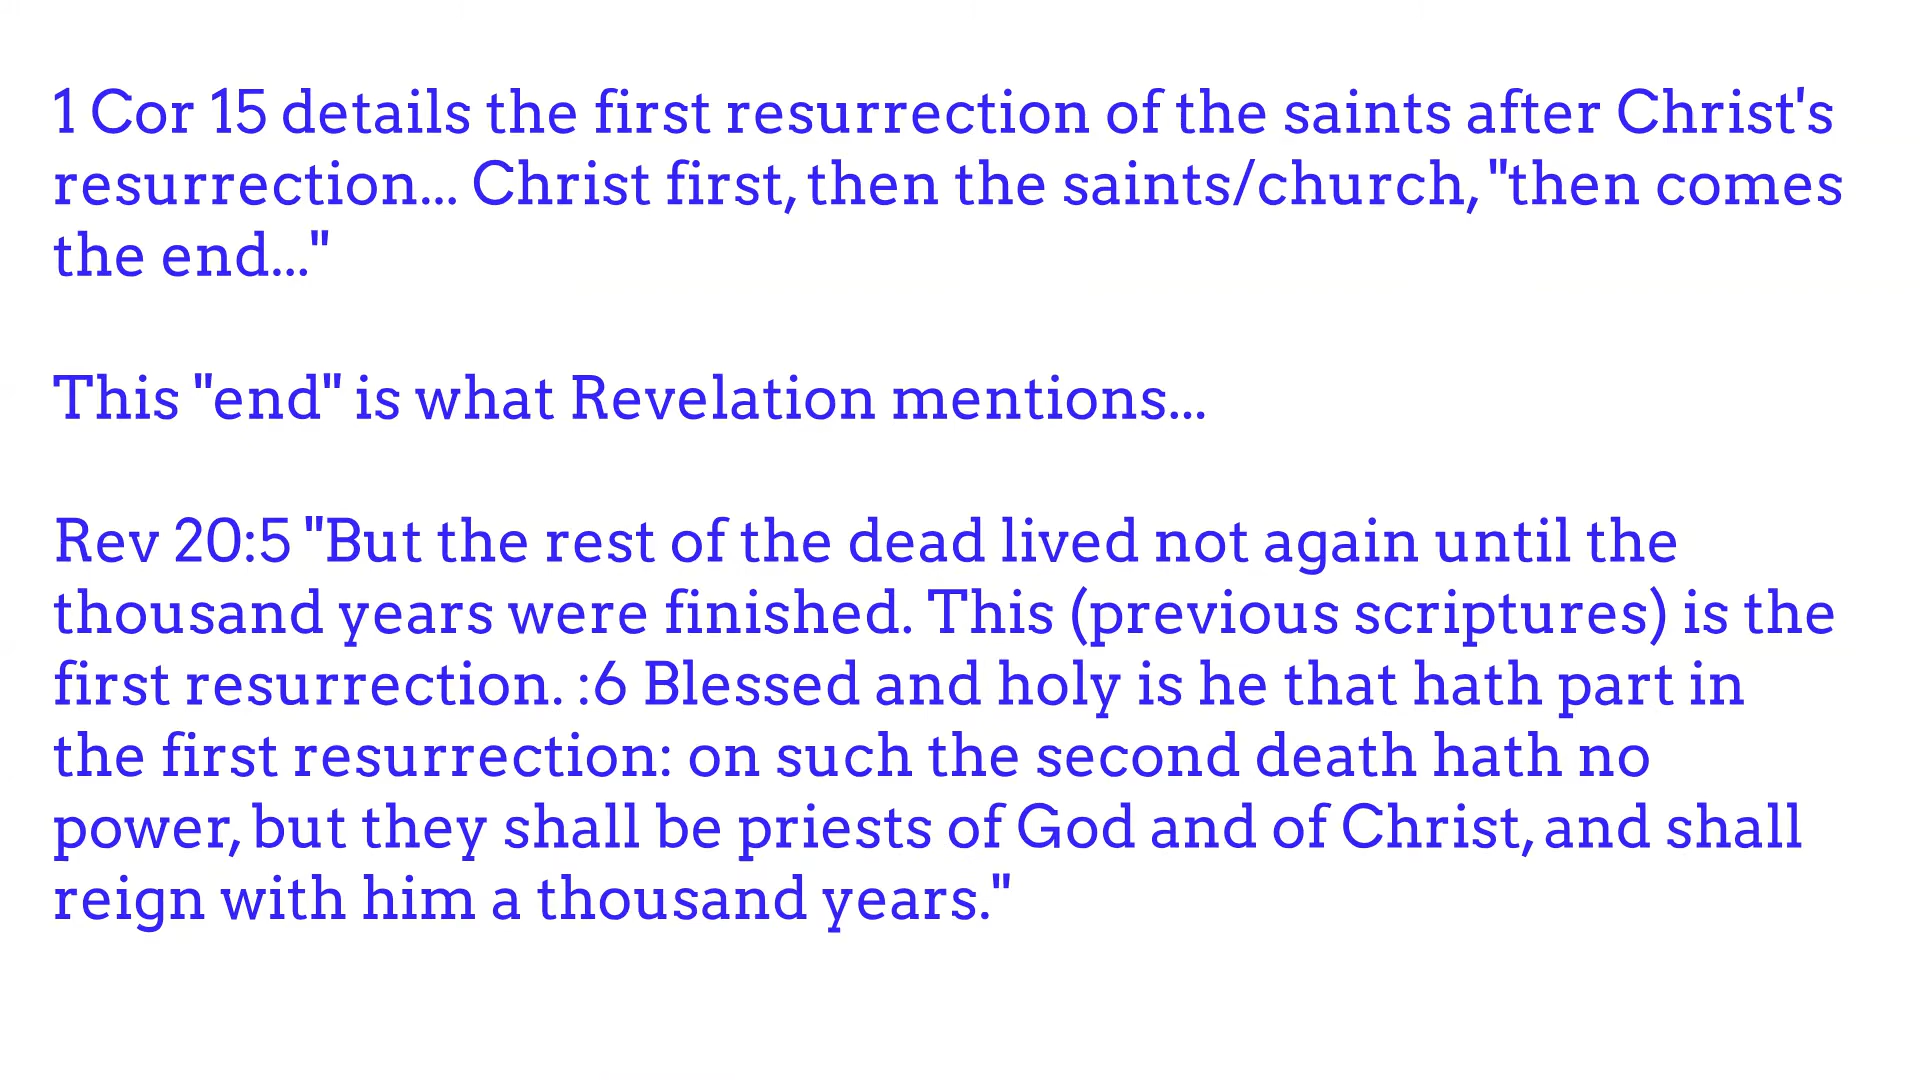 1 Cor 15 details the first resurrection of the saints after Christ's
resurrection... Christ first, then the saints/church, "then comes
the end..."
This "end" is what Revelation mentions...
Rev 20:5 "But the rest of the dead lived not again until the
thousand years were finished. This (previous scriptures) is the
first resurrection. :6 Blessed and holy is he that hath part in
the first resurrection: on such the second death hath no
power, but they shall be priests of God and of Christ, and shall
reign with him a thousand years."